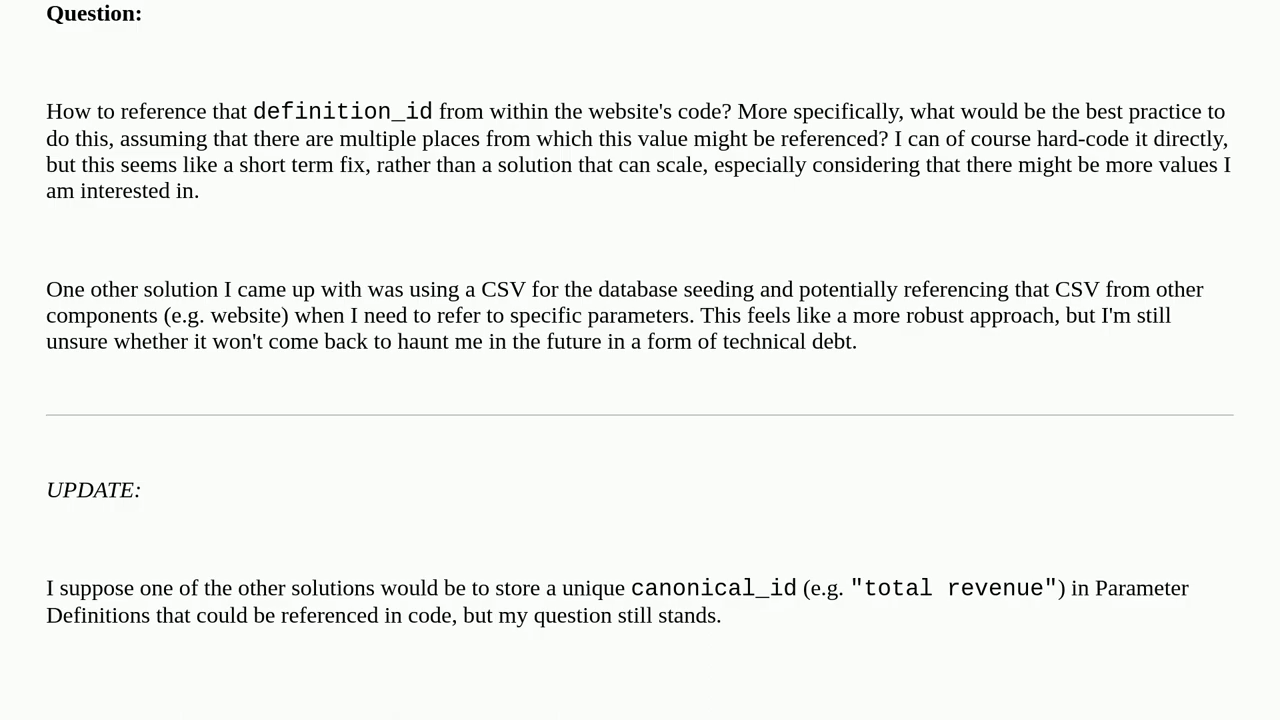 Question:
How to reference that definition_id from within the website's code? More specifically, what would be the best practice to
do this, assuming that there are multiple places from which this value might be referenced? I can of course hard-code it directly,
but this seems like a short term fix, rather than a solution that can scale, especially considering that there might be more values I
am interested in.
One other solution I came up with was using a CSV for the database seeding and potentially referencing that CSV from other
components (e.g. website) when I need to refer to specific parameters. This feels like a more robust approach, but I'm still
unsure whether it won't come back to haunt me in the future in a form of technical debt.
UPDATE:
I suppose one of the other solutions would be to store a unique canonical_id (e.g. "total revenue") in Parameter
Definitions that could be referenced in code, but my question still stands.